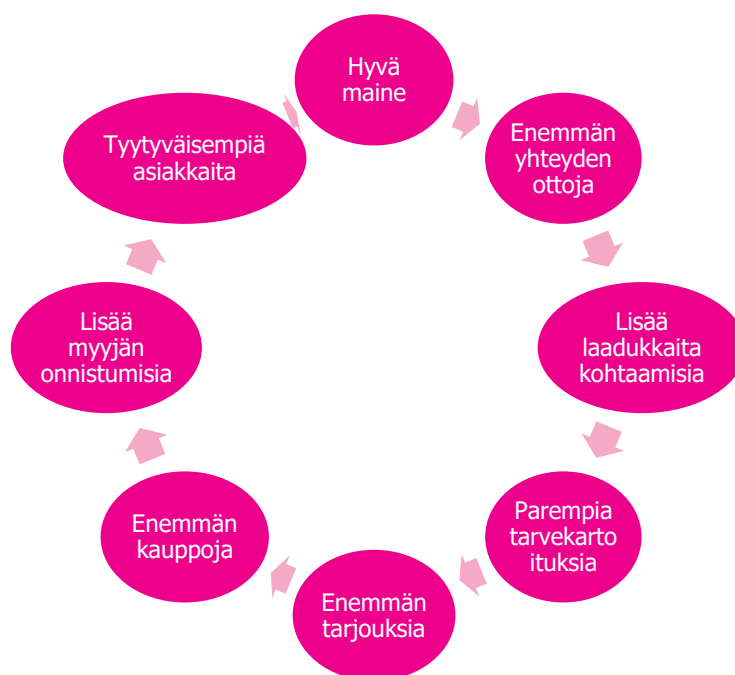 Hyvä
maine
Enemmän
yhteyden
ottoja
Lisää
laadukkaita
kohtaamisia
Parempia
tarvekarto
ituksia
Enemmän
tarjouksia
Enemmän
kauppoja
Lisää
myyjän
onnistumisia
Tyytyväisempiä
asiakkaita